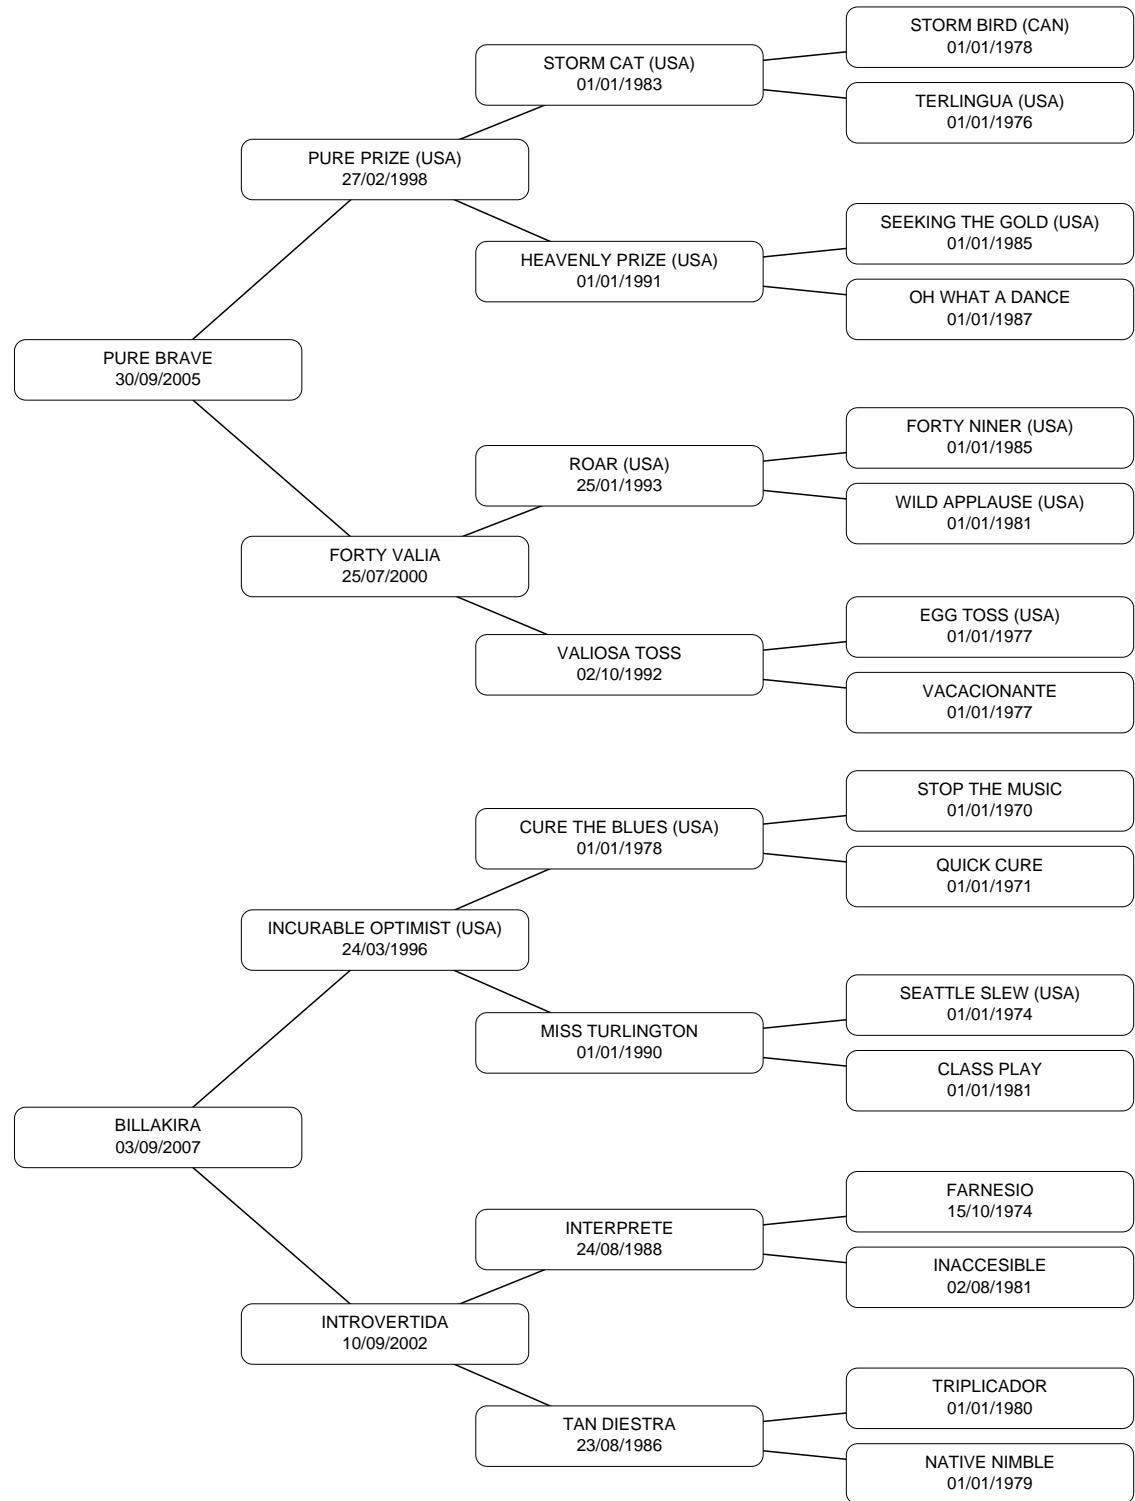 STORM BIRD (CAN)
01/01/1978
STORM CAT (USA)
01/01/1983
TERLINGUA (USA)
01/01/1976
PURE PRIZE (USA)
27/02/1998
SEEKING THE GOLD (USA)
01/01/1985
HEAVENLY PRIZE (USA)
01/01/1991
OH WHAT A DANCE
01/01/1987
PURE BRAVE
30/09/2005
FORTY NINER (USA)
01/01/1985
ROAR (USA)
25/01/1993
WILD APPLAUSE (USA)
01/01/1981
FORTY VALIA
25/07/2000
EGG TOSS (USA)
01/01/1977
VALIOSA TOSS
02/10/1992
VACACIONANTE
01/01/1977
STOP THE MUSIC
01/01/1970
CURE THE BLUES (USA)
01/01/1978
QUICK CURE
01/01/1971
INCURABLE OPTIMIST (USA)
24/03/1996
SEATTLE SLEW (USA)
01/01/1974
MISS TURLINGTON
01/01/1990
CLASS PLAY
01/01/1981
BILLAKIRA
03/09/2007
FARNESIO
15/10/1974
INTERPRETE
24/08/1988
INACCESIBLE
02/08/1981
INTROVERTIDA
10/09/2002
TRIPLICADOR
01/01/1980
TAN DIESTRA
23/08/1986
NATIVE NIMBLE
01/01/1979